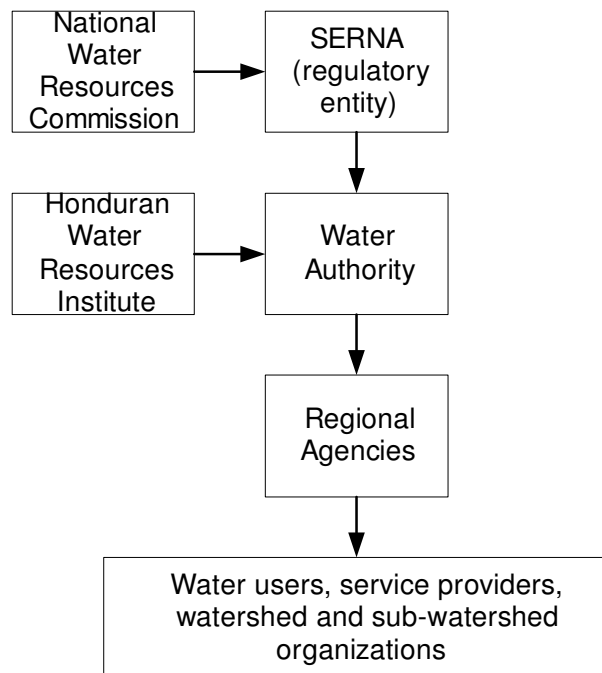 National
Water
Resources
Commission
SERNA
(regulatory
entity)
Honduran
Water
Resources
Institute
Water
Authority
Regional
Agencies
Water users, service providers,
watershed and sub-watershed
organizations